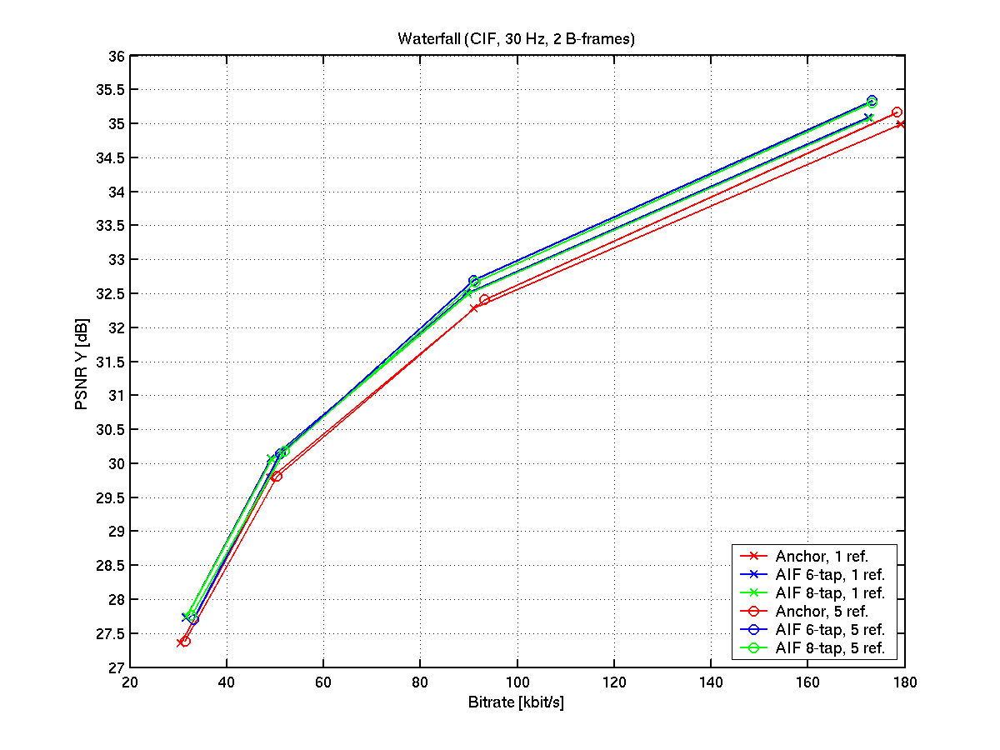 Waterfall (CIF, 30 Hz, 2 B-frames)
36
35.5
35
34.5
34
33.5
33
32.5
32
31.5
31
30.5
30
29.5
29
28.5
28
27.5
27
PSNR Y [dB]
Anchor, 1 ref.
AIF 6-tap, 1 ref.
AIF 8-tap, 1 ref.
Anchor, 5 ref.
AIF 6-tap, 5 ref.
AIF 8-tap, 5 ref.
20 40 60 80 100 120 140 160 180
Bitrate [kbit/s]